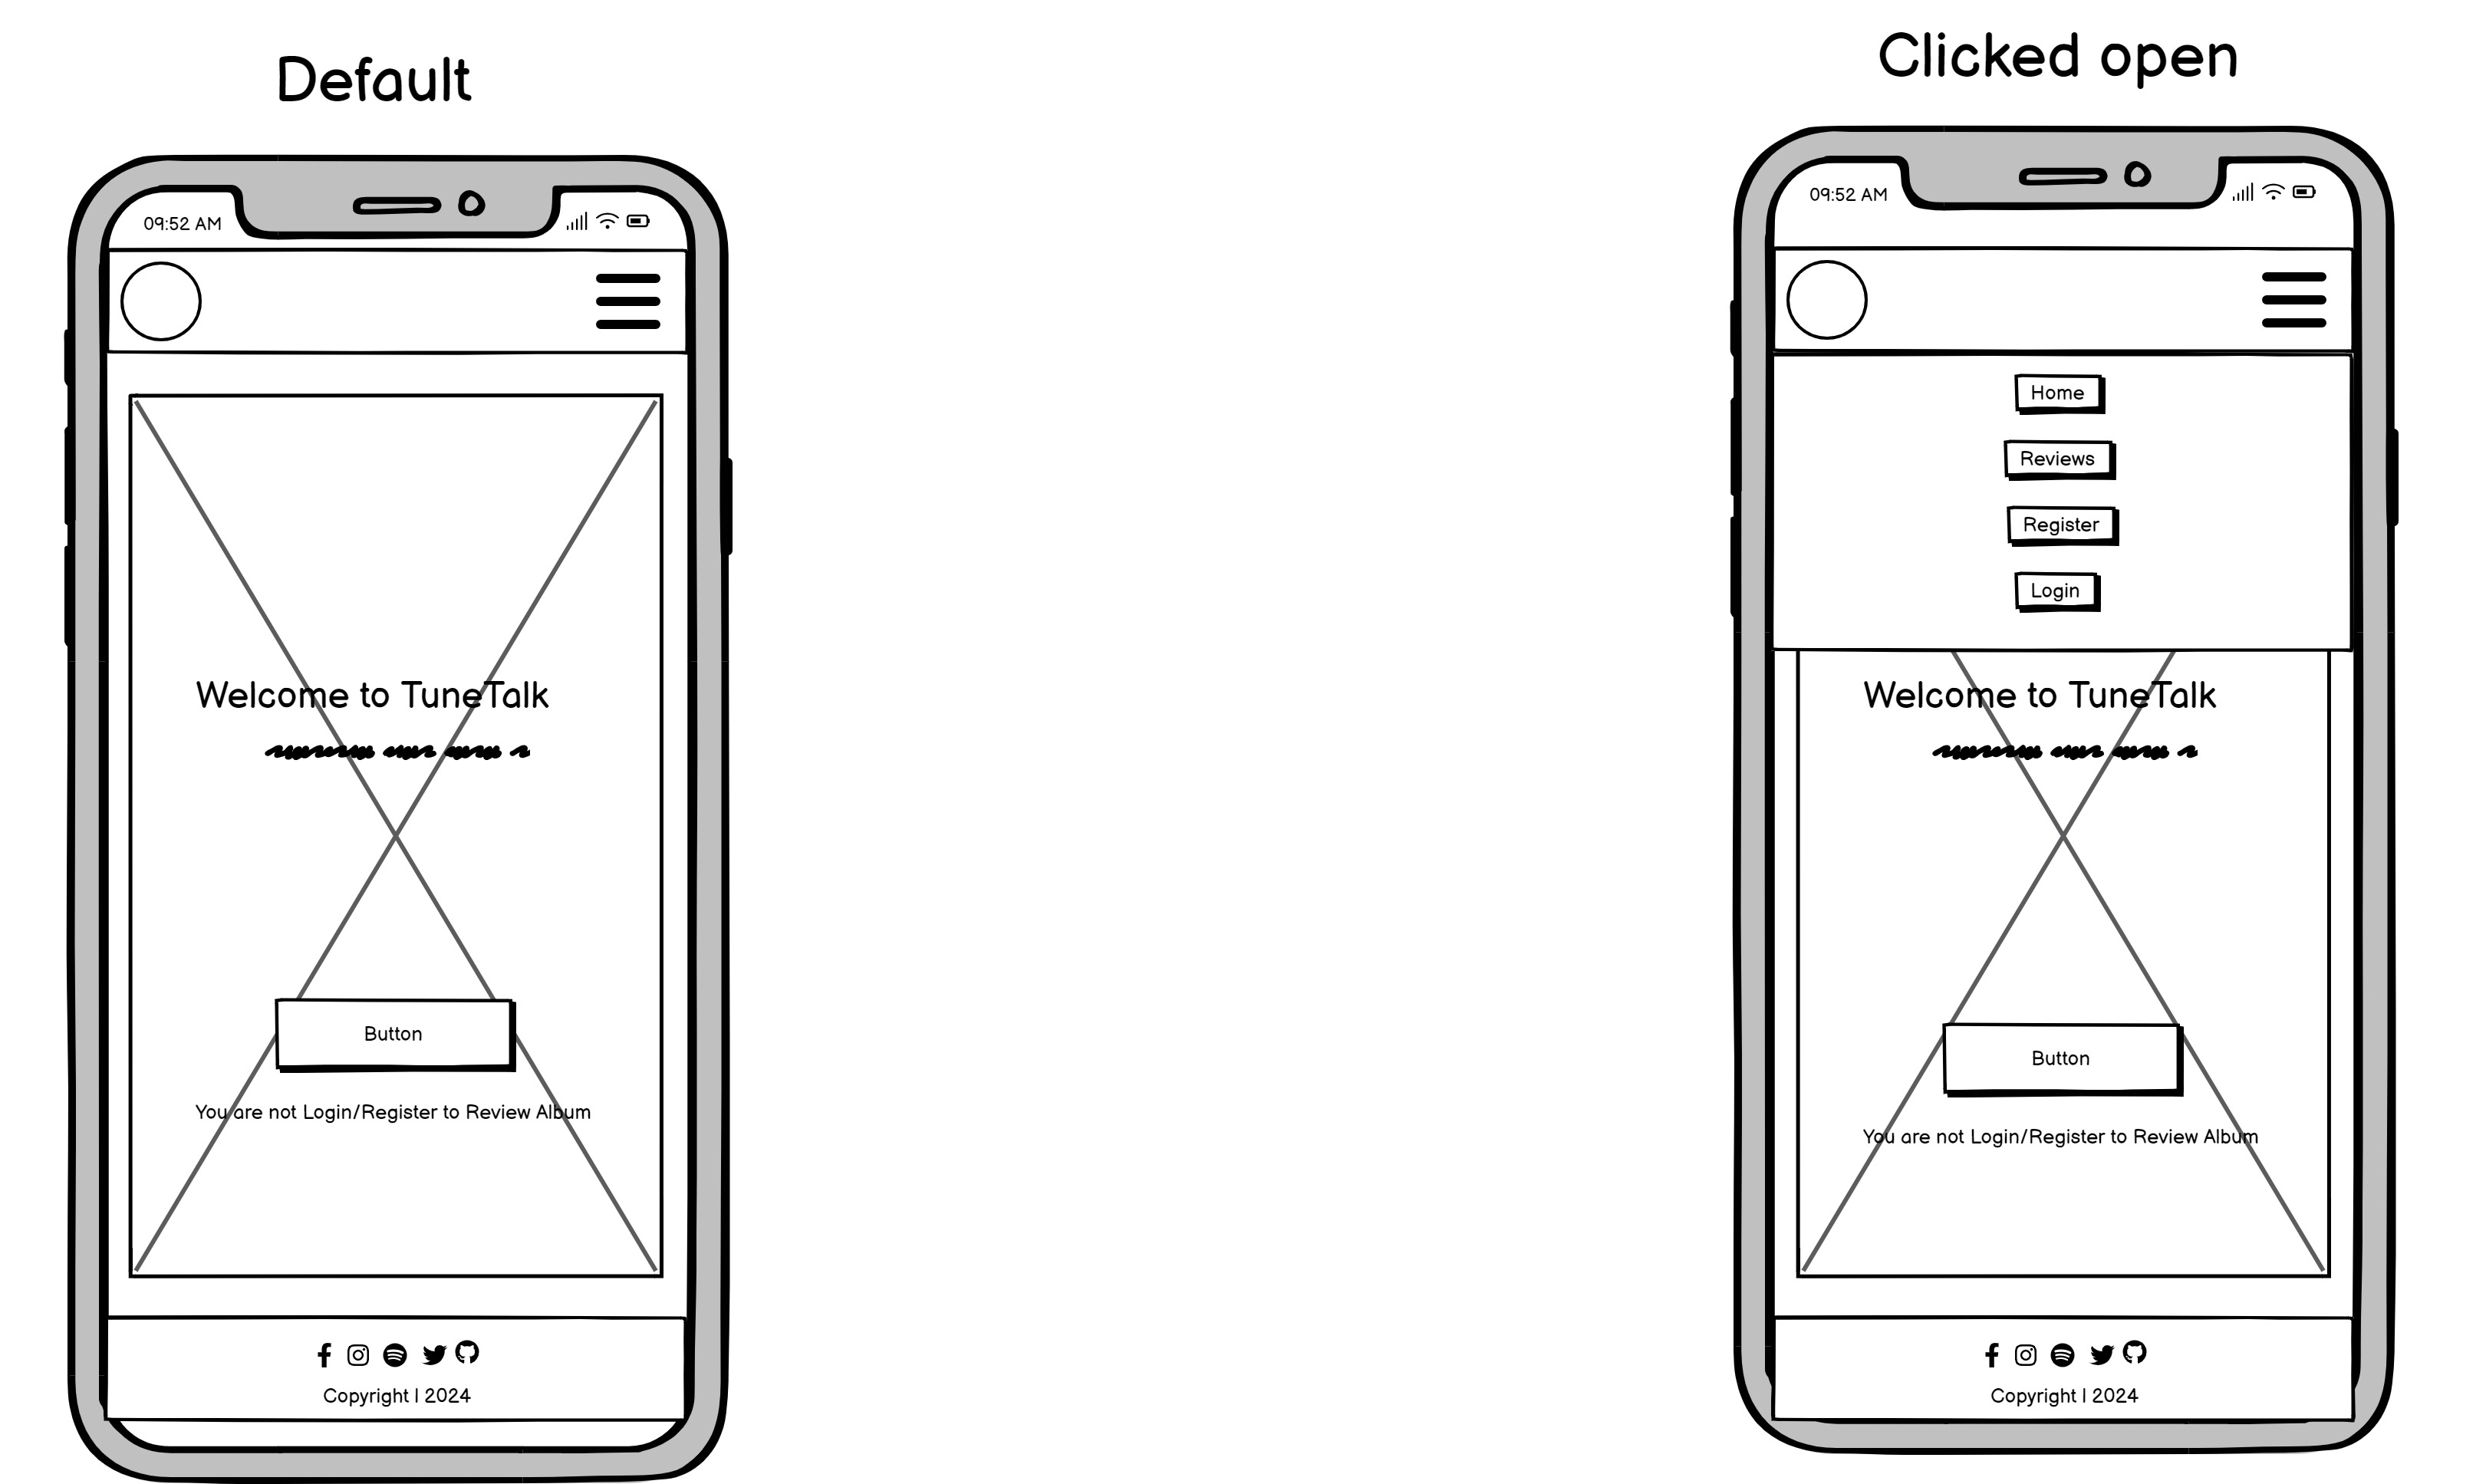 Default
09:52 AM
Welcome to TuneTalk
Button
You are not Login/Register to Review Album
Copyright | 2024
Clicked open
09:52 AM
Home
Reviews
Register
Login
Welcome to TuneTalk
Button
You are not Login/Register to Review Album
Copyright | 2024